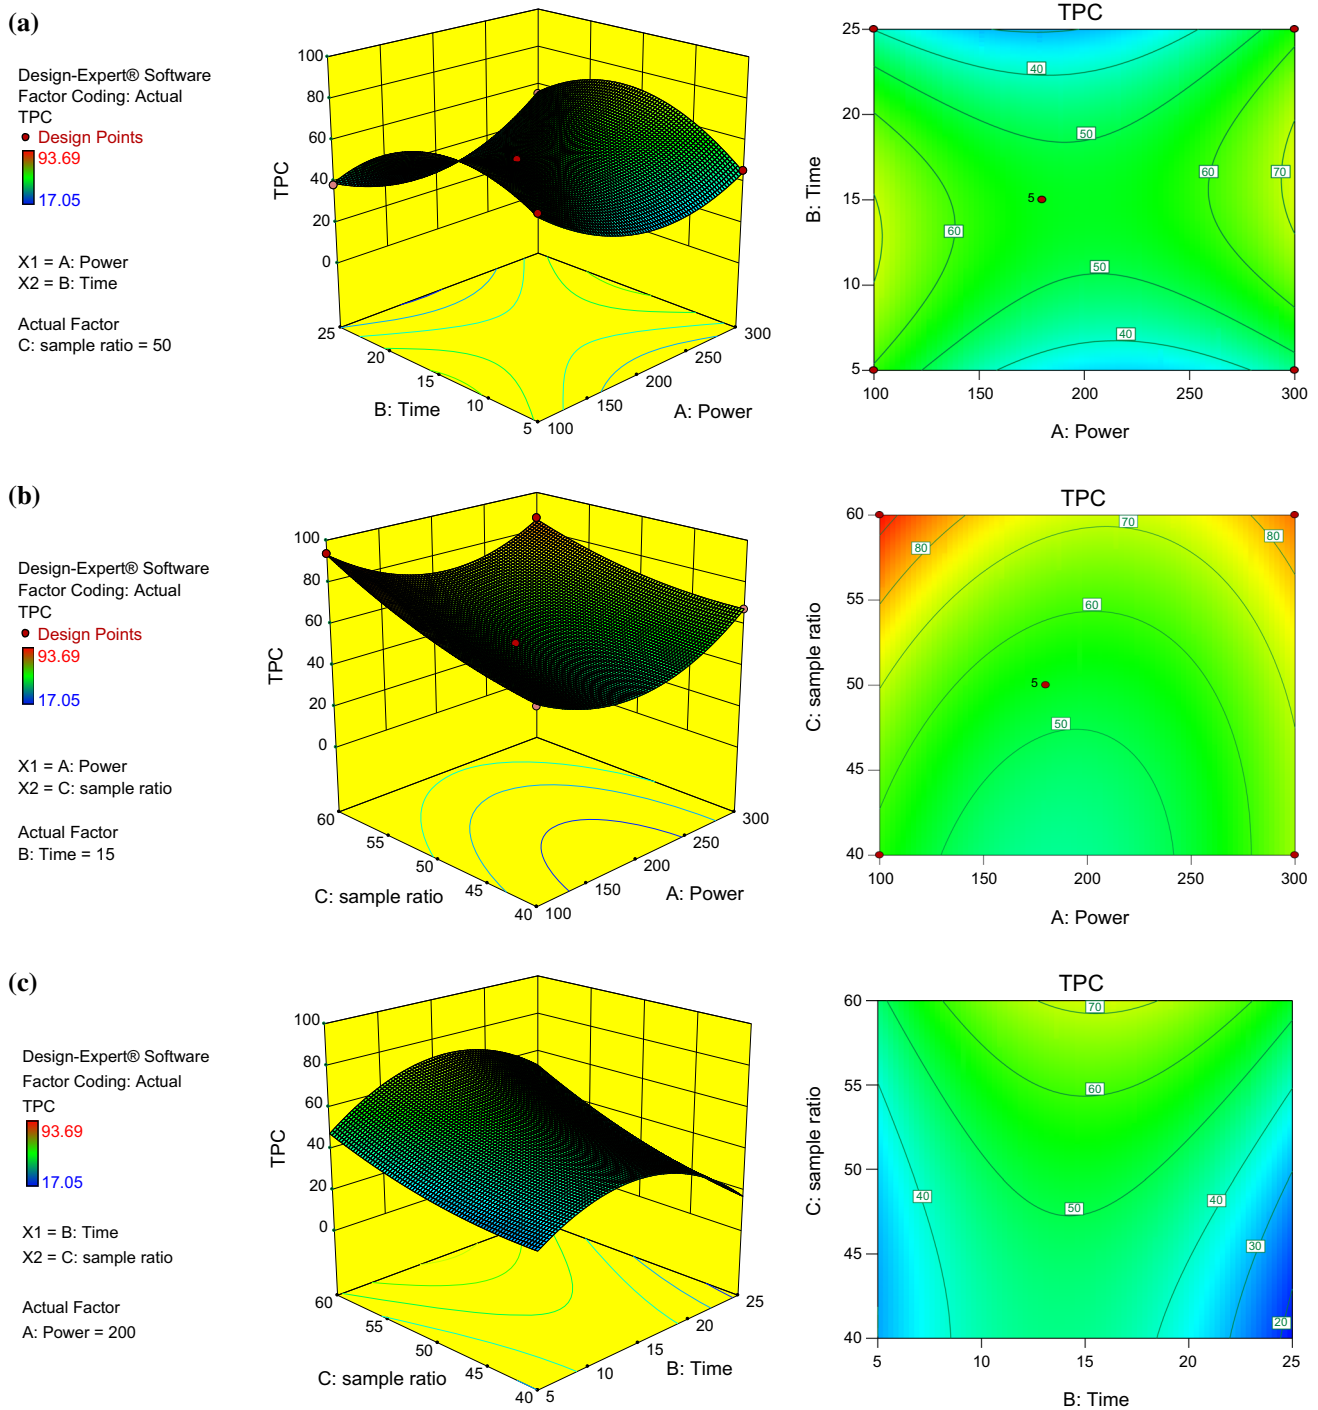 (a)
Design-Expert® Software
Factor Coding: Actual
TPC
Design Points
93.69
17.05
X1 = A: Power
X2 = B: Time
Actual Factor
C: sample ratio = 50
TPC
100
80
60
40
20
0
25
20
15
10
5
B: Time
100
150
200
250
300
A: Power
TPC
B: Time
25
20
15
10
5
40
50
60
70
5
60
50
40
100
150
200
250
300
A: Power
(b)
Design-Expert® Software
Factor Coding: Actual
TPC
Design Points
93.69
17.05
X1 = A: Power
X2 = C: sample ratio
Actual Factor
B: Time = 15
TPC
100
80
60
40
20
0
60
55
50
45
40
C: sample ratio
100
150
200
250
300
A: Power
TPC
C: sample ratio
60
55
50
45
40
70
80
80
60
5
50
100
150
200
250
300
A: Power
(c)
Design-Expert® Software
Factor Coding: Actual
TPC
93.69
17.05
X1 = B: Time
X2 = C: sample ratio
Actual Factor
A: Power = 200
TPC
100
80
60
40
20
0
60
55
50
45
40
C: sample ratio
5
10
15
20
25
B: Time
TPC
C: sample ratio
60
55
50
45
40
70
60
50
40
40
30
20
5
10
15
20
25
B: Time